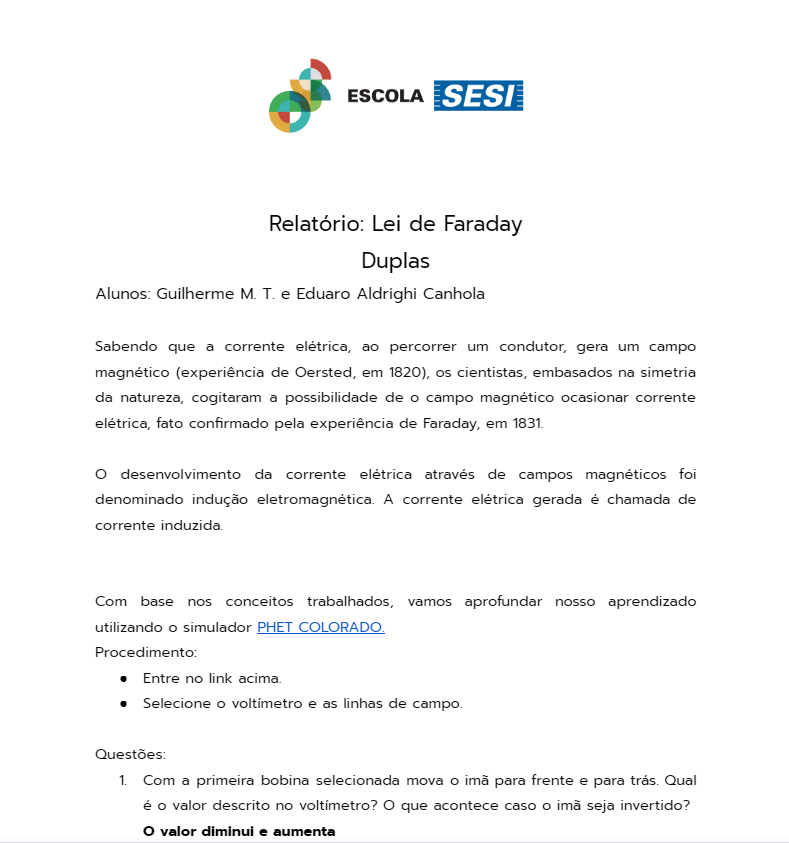 ESCOLA SESI
Relatório: Lei de Faraday
Duplas
Alunos: Guilherme M. T. e Eduaro Aldrighi Canhola
Sabendo que a corrente elétrica, ao percorrer um condutor, gera um campo
magnético (experiência de Oersted, em 1820), os cientistas, embasados na simetria
da natureza, cogitaram a possibilidade de o campo magnético ocasionar corrente
elétrica, fato confirmado pela experiência de Faraday, em 1831.
O desenvolvimento da corrente elétrica através de campos magnéticos foi
denominado indução eletromagnética. A corrente elétrica gerada é chamada de
corrente induzida.
Com base nos conceitos trabalhados, vamos aprofundar nosso aprendizado
utilizando o simulador PHET COLORADO.
Procedimento:
● Entre no link acima.
● Selecione o voltímetro e as linhas de campo.
Questões:
1. Com a primeira bobina selecionada mova o imã para frente e para trás. Qual
é o valor descrito no voltímetro? O que acontece caso o imã seja invertido?
O valor diminui e aumenta